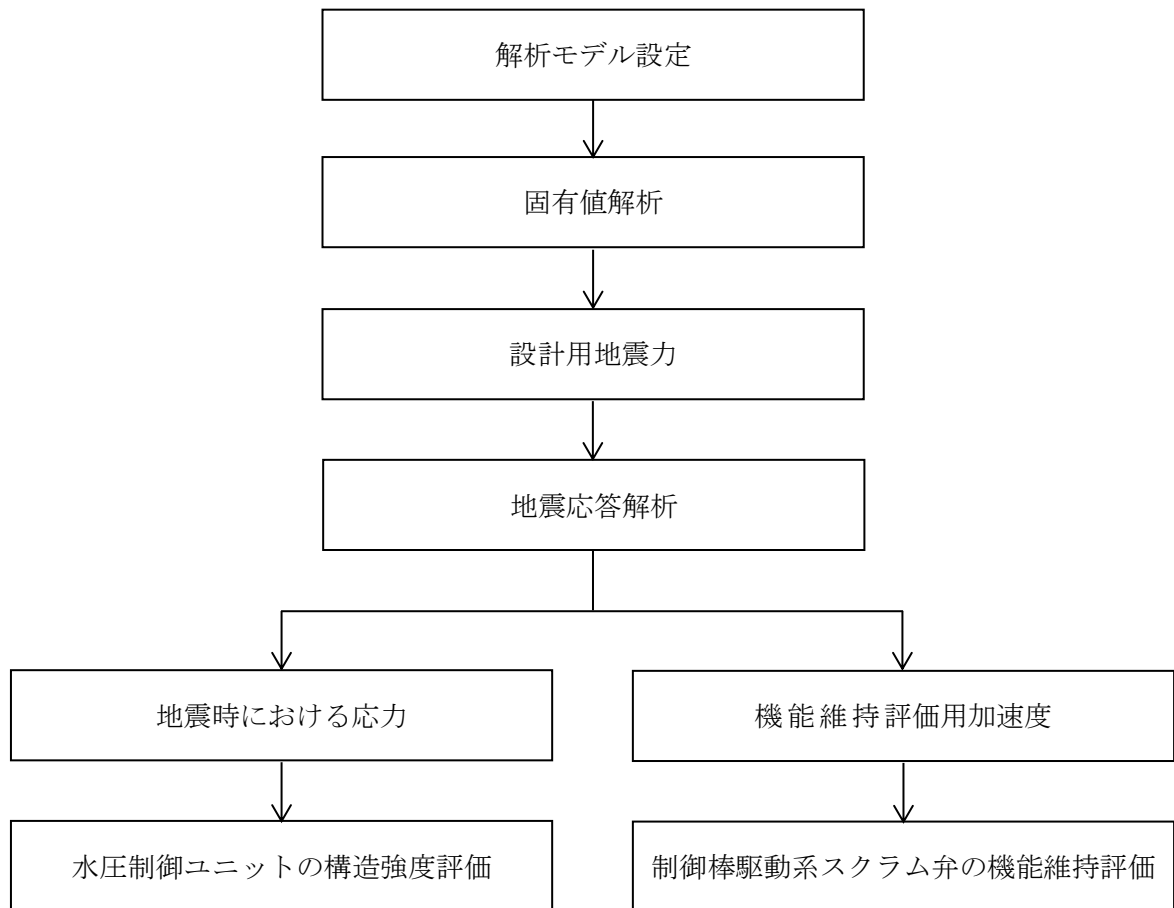 解析モデル設定
固有値解析
設計用地震力
地震応答解析
地震時における応力
機能維持評価用加速度
水圧制御ユニットの構造強度評価
制御棒駆動系スクラム弁の機能維持評価